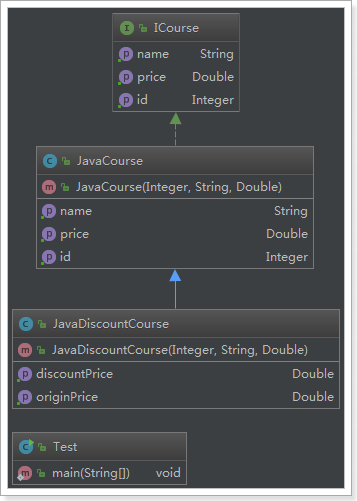 ICourse
name String
price Double
id Integer
JavaCourse
JavaCourse(Integer, String, Double)
name String
price Double
id Integer
JavaDiscountCourse
JavaDiscountCourse(Integer, String, Double)
discountPrice Double
originPrice Double
Test
main(String[]) void